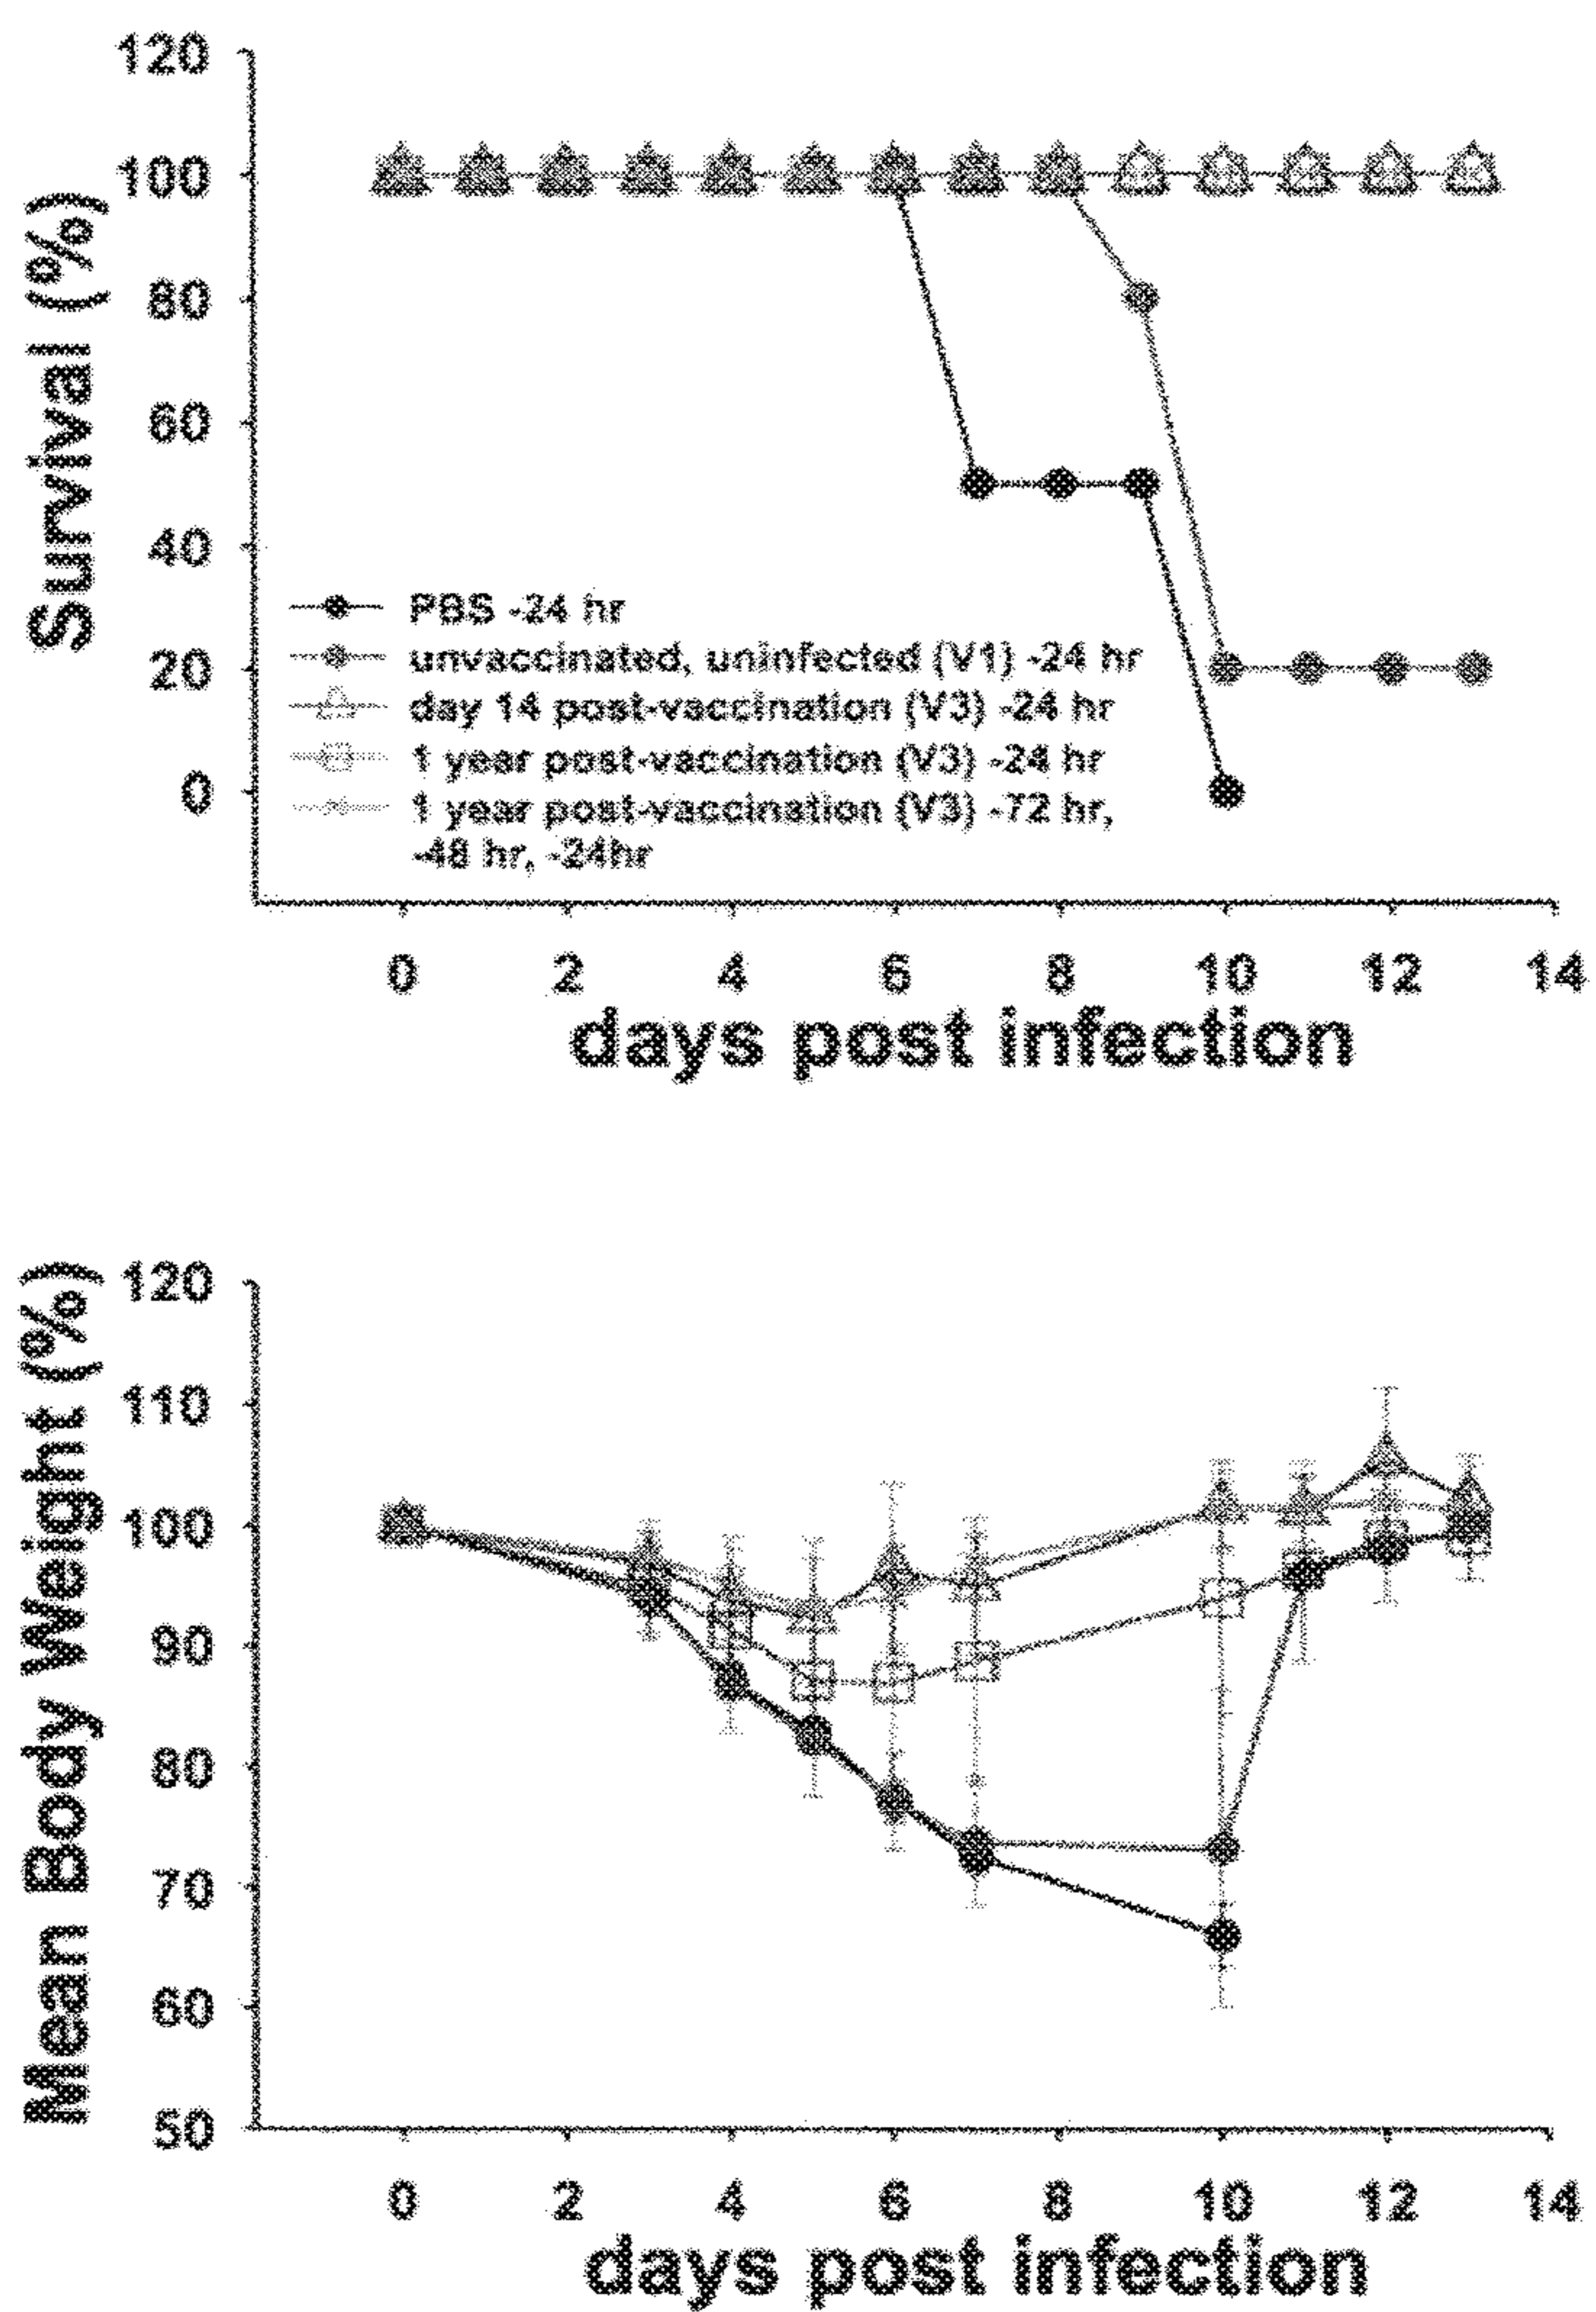 120
100
80
60
40
20
0
Survival (%)
PBS -24 hr
unvaccinated, uninfected (V1) -24 hr
day 14 post-vaccination (V3) -24 hr
1 year post-vaccination (V3) -24 hr
1 year post-vaccination (V3) -72 hr,
-48 hr, -24hr
0 2 4 6 8 10 12 14
days post infection
120
110
100
90
80
70
60
50
Mean Body Weight (%)
0 2 4 6 8 10 12 14
days post infection